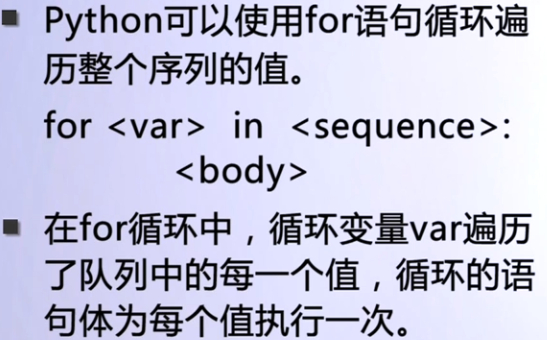 Python可以使用for语句循环遍
历整个序列的值。
for <var> in <sequence>:
<body>
在for循环中，循环变量var遍历
了队列中的每一个值，循环的语
句体为每个值执行一次。